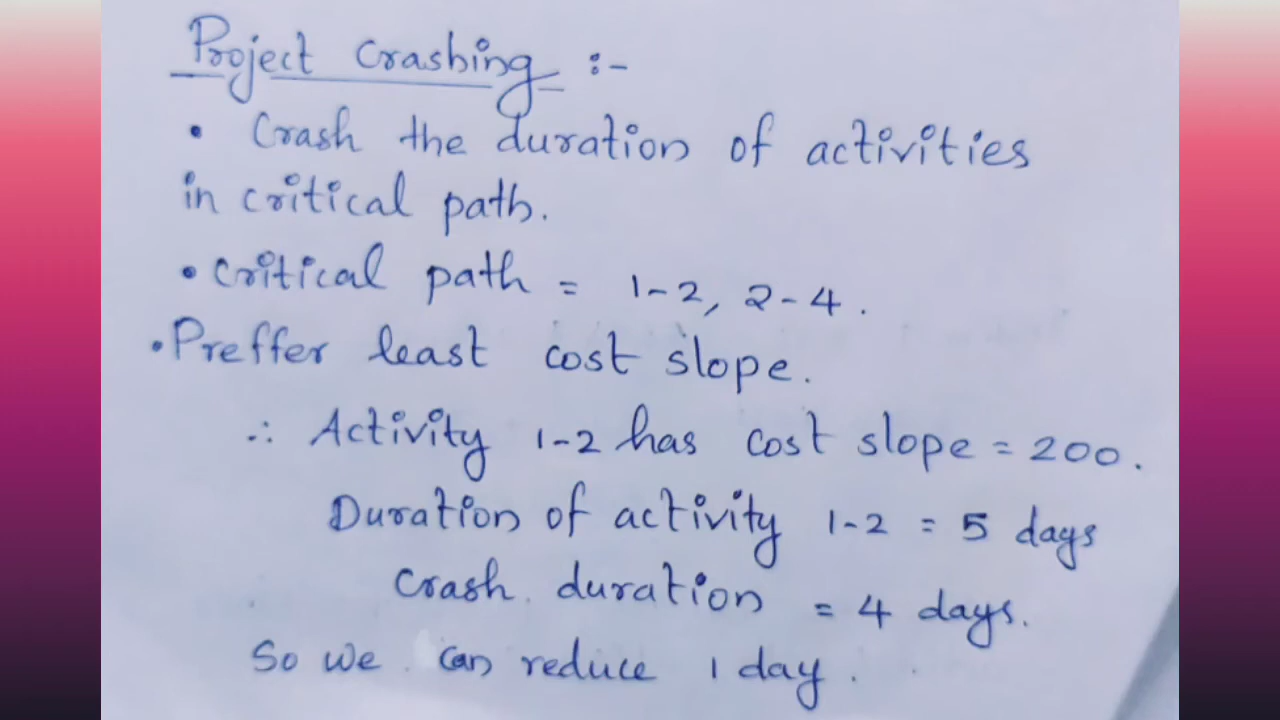 Project Crashing :-
• Crash the duration of activities
in critical path.
• Critical path = 1-2, 2-4.
• Preffer least cost slope.
∴ Activity 1-2 has cost slope = 200.
Duration of activity 1-2 = 5 days
Crash duration = 4 days.
So we can reduce 1 day.